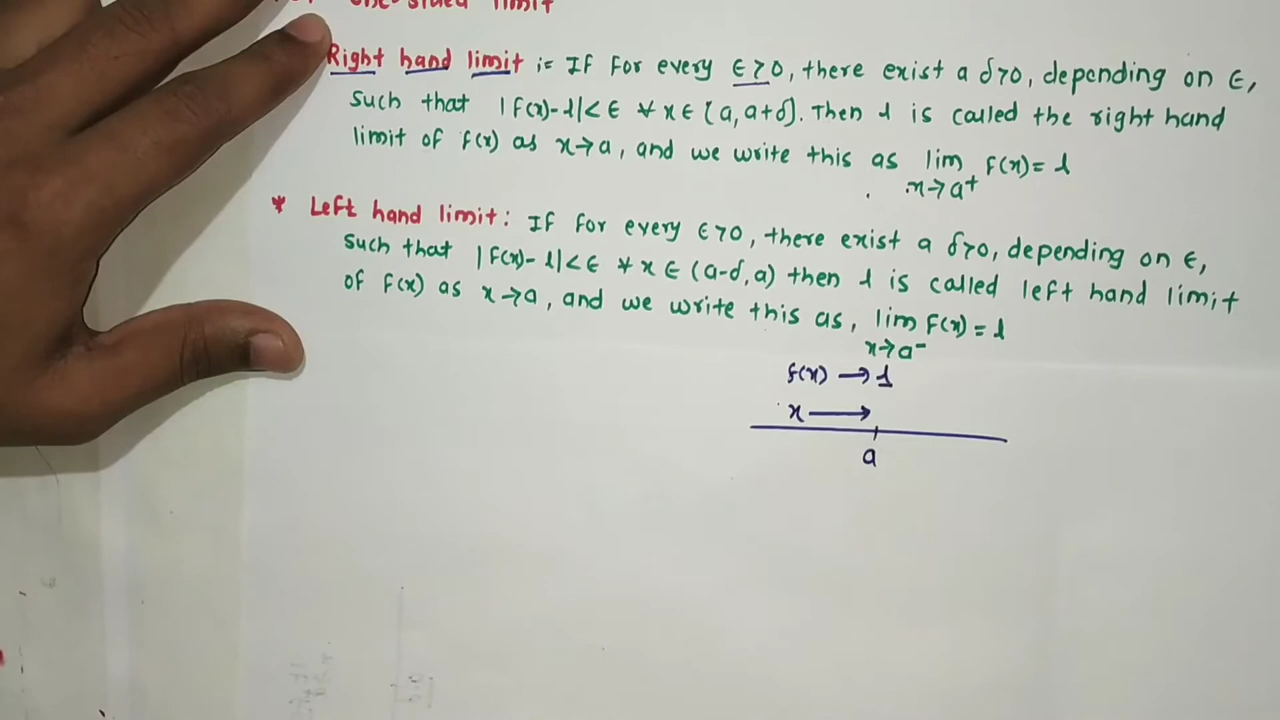 one-sided limit
Right hand limit := If for every ϵ>0, there exist a δ>0, depending on ϵ,
Such that |f(x)-l|<ϵ ∀ x∈(a, a+δ). Then l is called the right hand
limit of f(x) as x→a, and we write this as lim f(x)=l
x→a+
* Left hand limit: If for every ϵ>0, there exist a δ>0, depending on ϵ,
Such that |f(x)-l|<ϵ ∀ x∈(a-δ,a) then l is called left hand limit
of f(x) as x→a, and we write this as, lim f(x)=l
x→a-
f(x) → l
x →
a